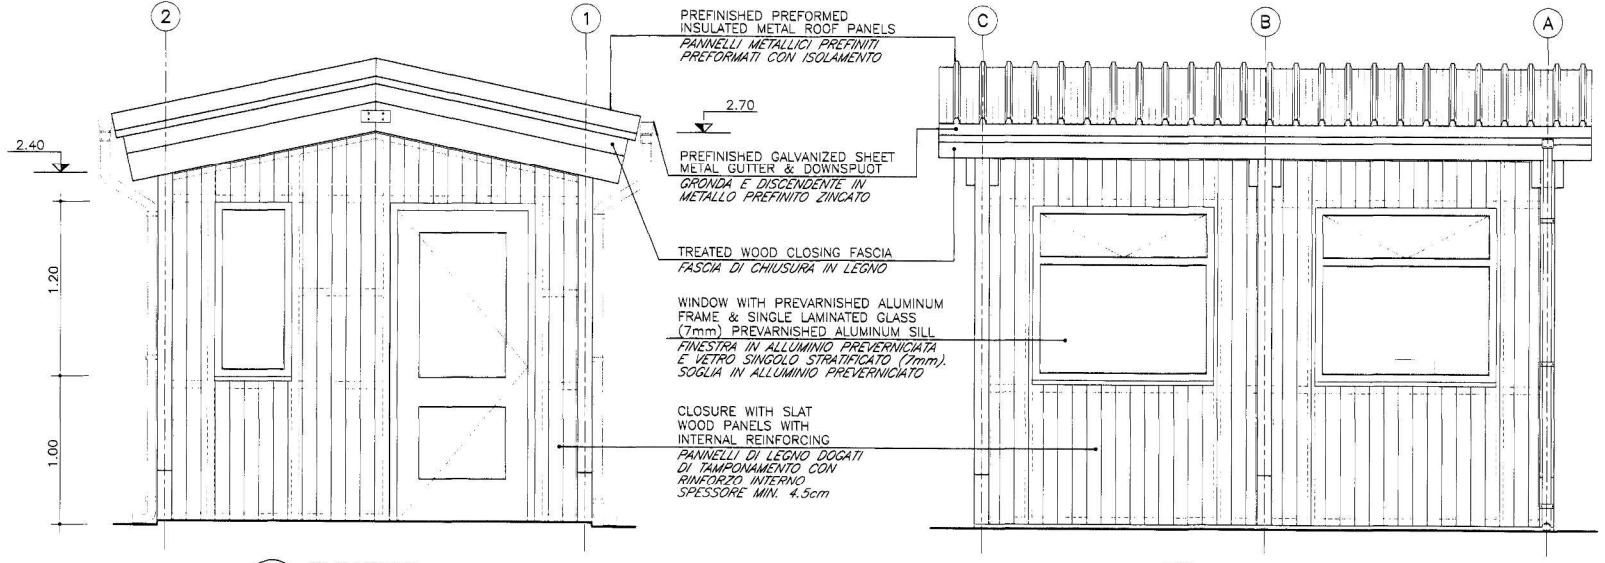 2
1
PREFINISHED PREFORMED
INSULATED METAL ROOF PANELS
PANNELLI METALLICI PREFINITI
PREFORMATI CON ISOLAMENTO
C
B
A
2.70
2.40
PREFINISHED GALVANIZED SHEET
METAL GUTTER & DOWNSPUOT
GRONDA E DISCENDENTE IN
METALLO PREFINITO ZINCATO
TREATED WOOD CLOSING FASCIA
FASCIA DI CHIUSURA IN LEGNO
1.20
WINDOW WITH PREVARNISHED ALUMINUM
FRAME & SINGLE LAMINATED GLASS
(7mm) PREVARNISHED ALUMINUM SILL
FINESTRA IN ALLUMINIO PREVERNICIATA
E VETRO SINGOLO STRATIFICATO (7mm).
SOGLIA IN ALLUMINIO PREVERNICIATO
1.00
CLOSURE WITH SLAT
WOOD PANELS WITH
INTERNAL REINFORCING
PANNELLI DI LEGNO DOGATI
DI TAMPONAMENTO CON
RINFORZO INTERNO
SPESSORE MIN. 4.5cm